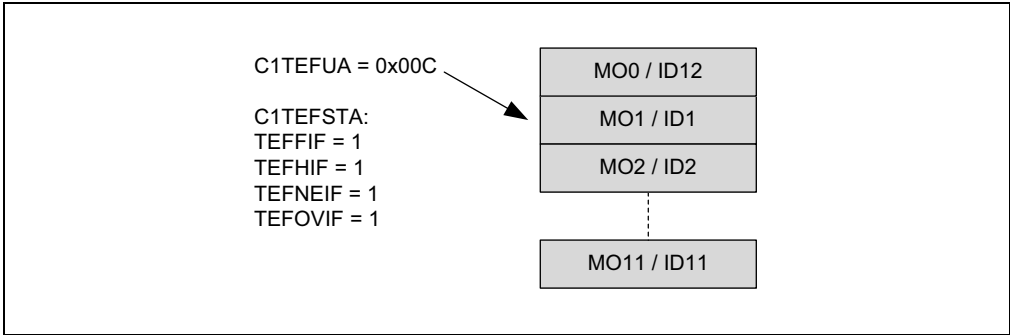 C1TEFUA = 0x00C
C1TEFSTA:
TEFFIF = 1
TEFHIF = 1
TEFNEIF = 1
TEFOVIF = 1
MO0 / ID12
MO1 / ID1
MO2 / ID2
MO11 / ID11